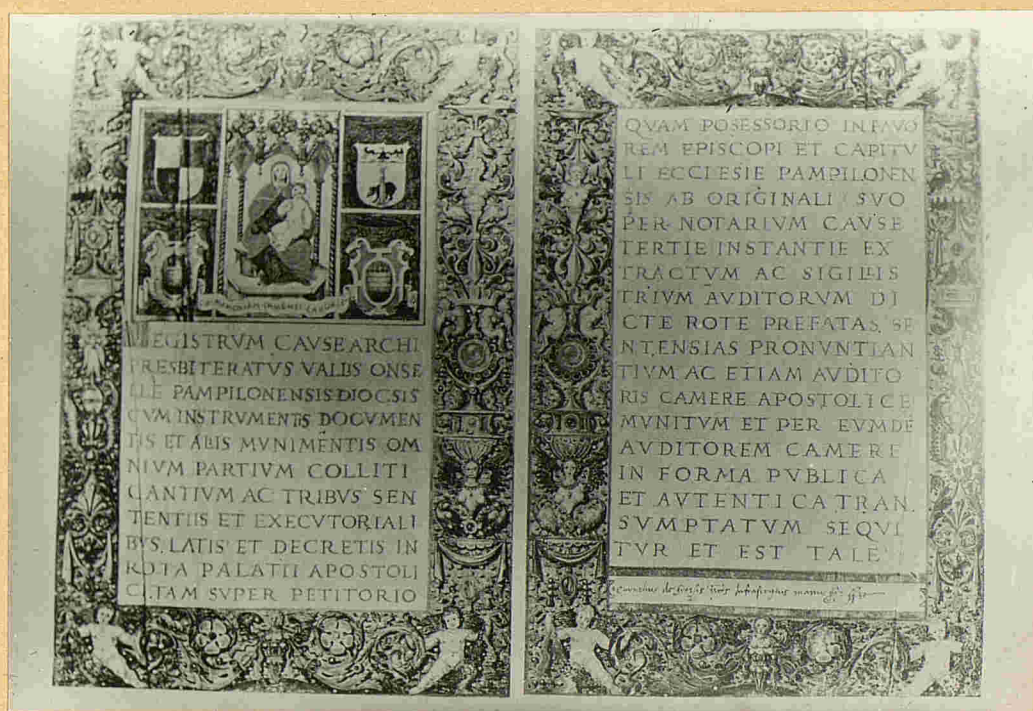 REGISTRVM CAVSE ARCHI
PRESBITERATVS VALLIS ONSE
LLE PAMPILONENSIS DIOCSIS
CVM INSTRVMENTIS DOCVMEN
TIS ET ALIIS MVNIMENTIS OM
NIVM PARTIVM COLLITI
GANTIVM AC TRIBVS SEN
TENTIIS ET EXECVTORIALI
BVS, LATIS ET DECRETIS IN
ROTA PALATII APOSTOLI
CI TAM SVPER PETITORIO
QVAM POSESSORIO IN FAVO
REM EPISCOPI ET CAPITV
LI ECCLESIE PAMPILONEN
SIS AB ORIGINALI SVO
PER NOTARIVM CAVSE
TERTIE INSTANTIE EX
TRACTVM AC SIGILLIS
TRIVM AVDITORVM DI
CTE ROTE PREFATAS, SE
NTENSIAS PRONVNTIAN
TIVM AC ETIAM AVDITO
RIS CAMERE APOSTOLICE
MVNITVM ET PER EVMDE
AVDITOREM CAMERE
IN FORMA PVBLICA
ET AVTENTICA TRAN
SVMPTATVM SEQVI
TVR ET EST TALE